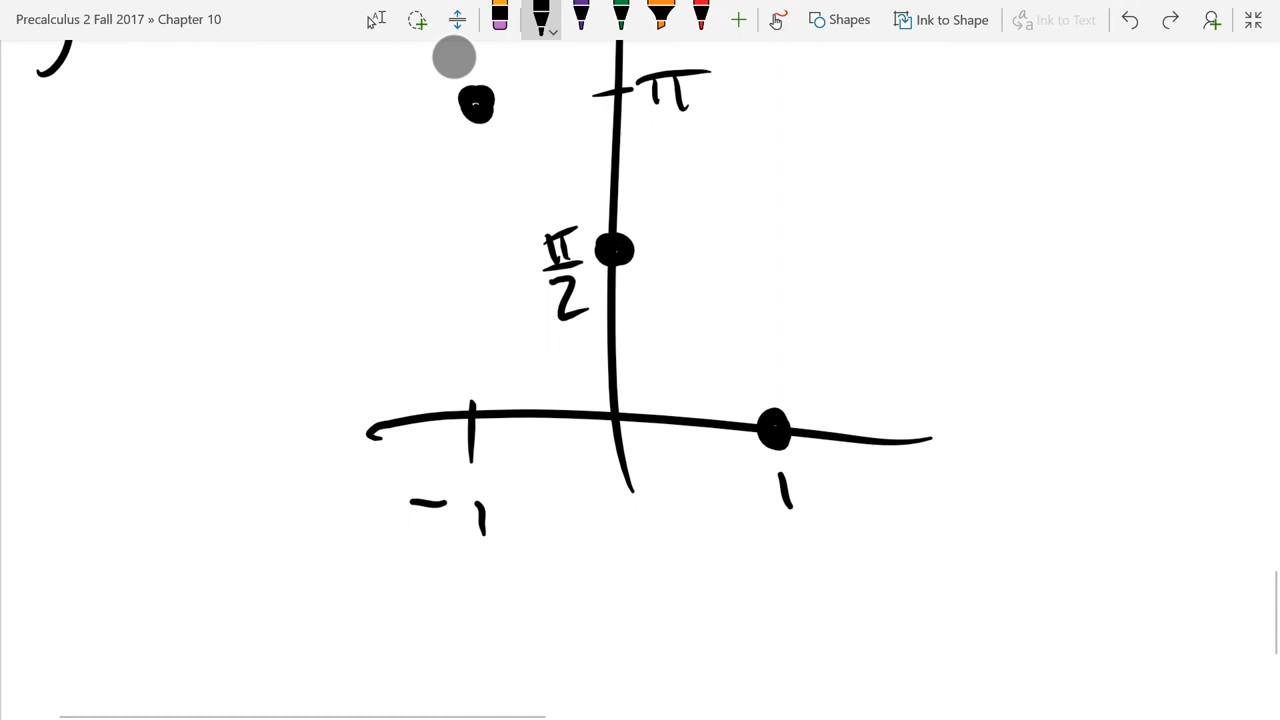 Precalculus 2 Fall 2017 » Chapter 10
Shapes
Ink to Shape
Ink to Text
π
π
2
-1
1